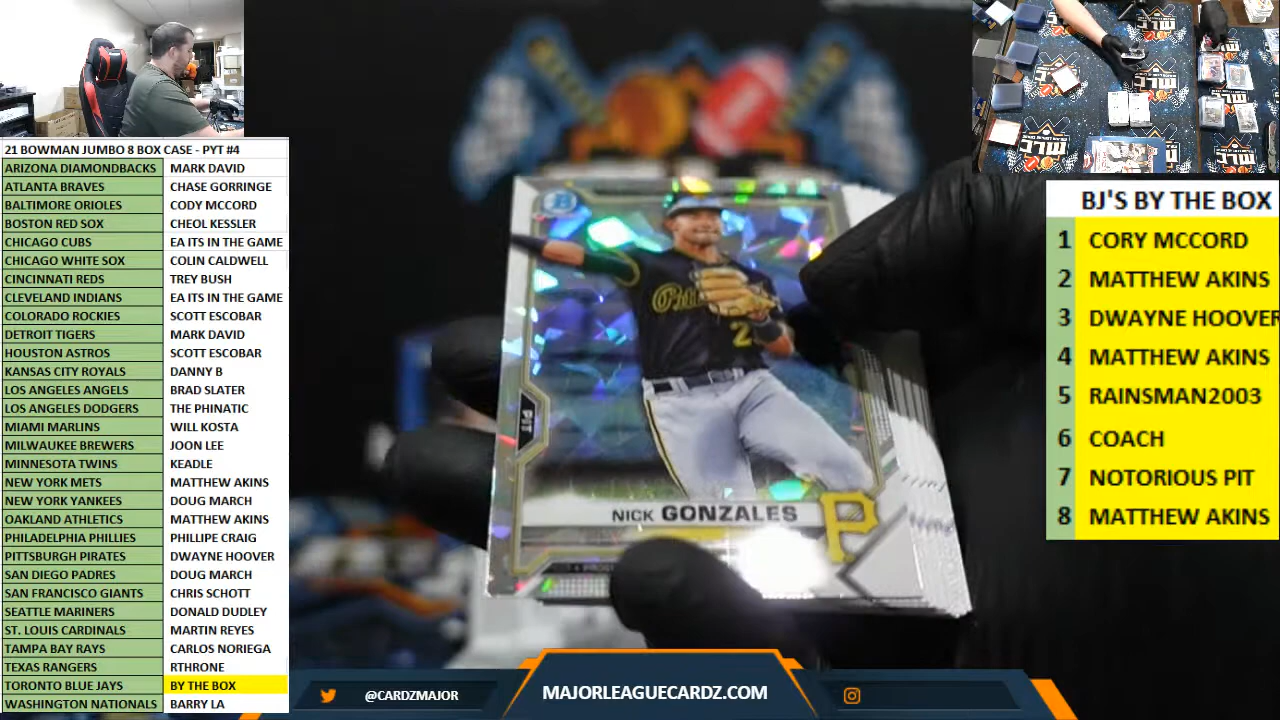 21 BOWMAN JUMBO 8 BOX CASE - PYT #4
ARIZONA DIAMONDBACKS MARK DAVID
ATLANTA BRAVES CHASE GORRINGE
BALTIMORE ORIOLES CODY MCCORD
BOSTON RED SOX CHEOL KESSLER
CHICAGO CUBS EA ITS IN THE GAME
CHICAGO WHITE SOX COLIN CALDWELL
CINCINNATI REDS TREY BUSH
CLEVELAND INDIANS EA ITS IN THE GAME
COLORADO ROCKIES SCOTT ESCOBAR
DETROIT TIGERS MARK DAVID
HOUSTON ASTROS SCOTT ESCOBAR
KANSAS CITY ROYALS DANNY B
LOS ANGELES ANGELS BRAD SLATER
LOS ANGELES DODGERS THE PHINATIC
MIAMI MARLINS WILL KOSTA
MILWAUKEE BREWERS JOON LEE
MINNESOTA TWINS KEADLE
NEW YORK METS MATTHEW AKINS
NEW YORK YANKEES DOUG MARCH
OAKLAND ATHLETICS MATTHEW AKINS
PHILADELPHIA PHILLIES PHILLIPE CRAIG
PITTSBURGH PIRATES DWAYNE HOOVER
SAN DIEGO PADRES DOUG MARCH
SAN FRANCISCO GIANTS CHRIS SCHOTT
SEATTLE MARINERS DONALD DUDLEY
ST. LOUIS CARDINALS MARTIN REYES
TAMPA BAY RAYS CARLOS NORIEGA
TEXAS RANGERS RTHRONE
TORONTO BLUE JAYS BY THE BOX
WASHINGTON NATIONALS BARRY LA
PIT
NICK GONZALES
P
BJ'S BY THE BOX
1 CORY MCCORD
2 MATTHEW AKINS
3 DWAYNE HOOVER
4 MATTHEW AKINS
5 RAINSMAN2003
6 COACH
7 NOTORIOUS PIT
8 MATTHEW AKINS
@CARDZMAJOR
MAJORLEAGUECARDZ.COM